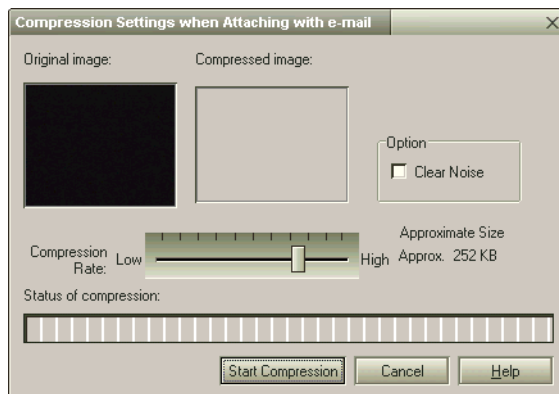 Compression Settings when Attaching with e-mail
Original image:
Compressed image:
Option
Clear Noise
Compression Rate:
Low
High
Approximate Size
Approx. 252 KB
Status of compression:
Start Compression
Cancel
Help